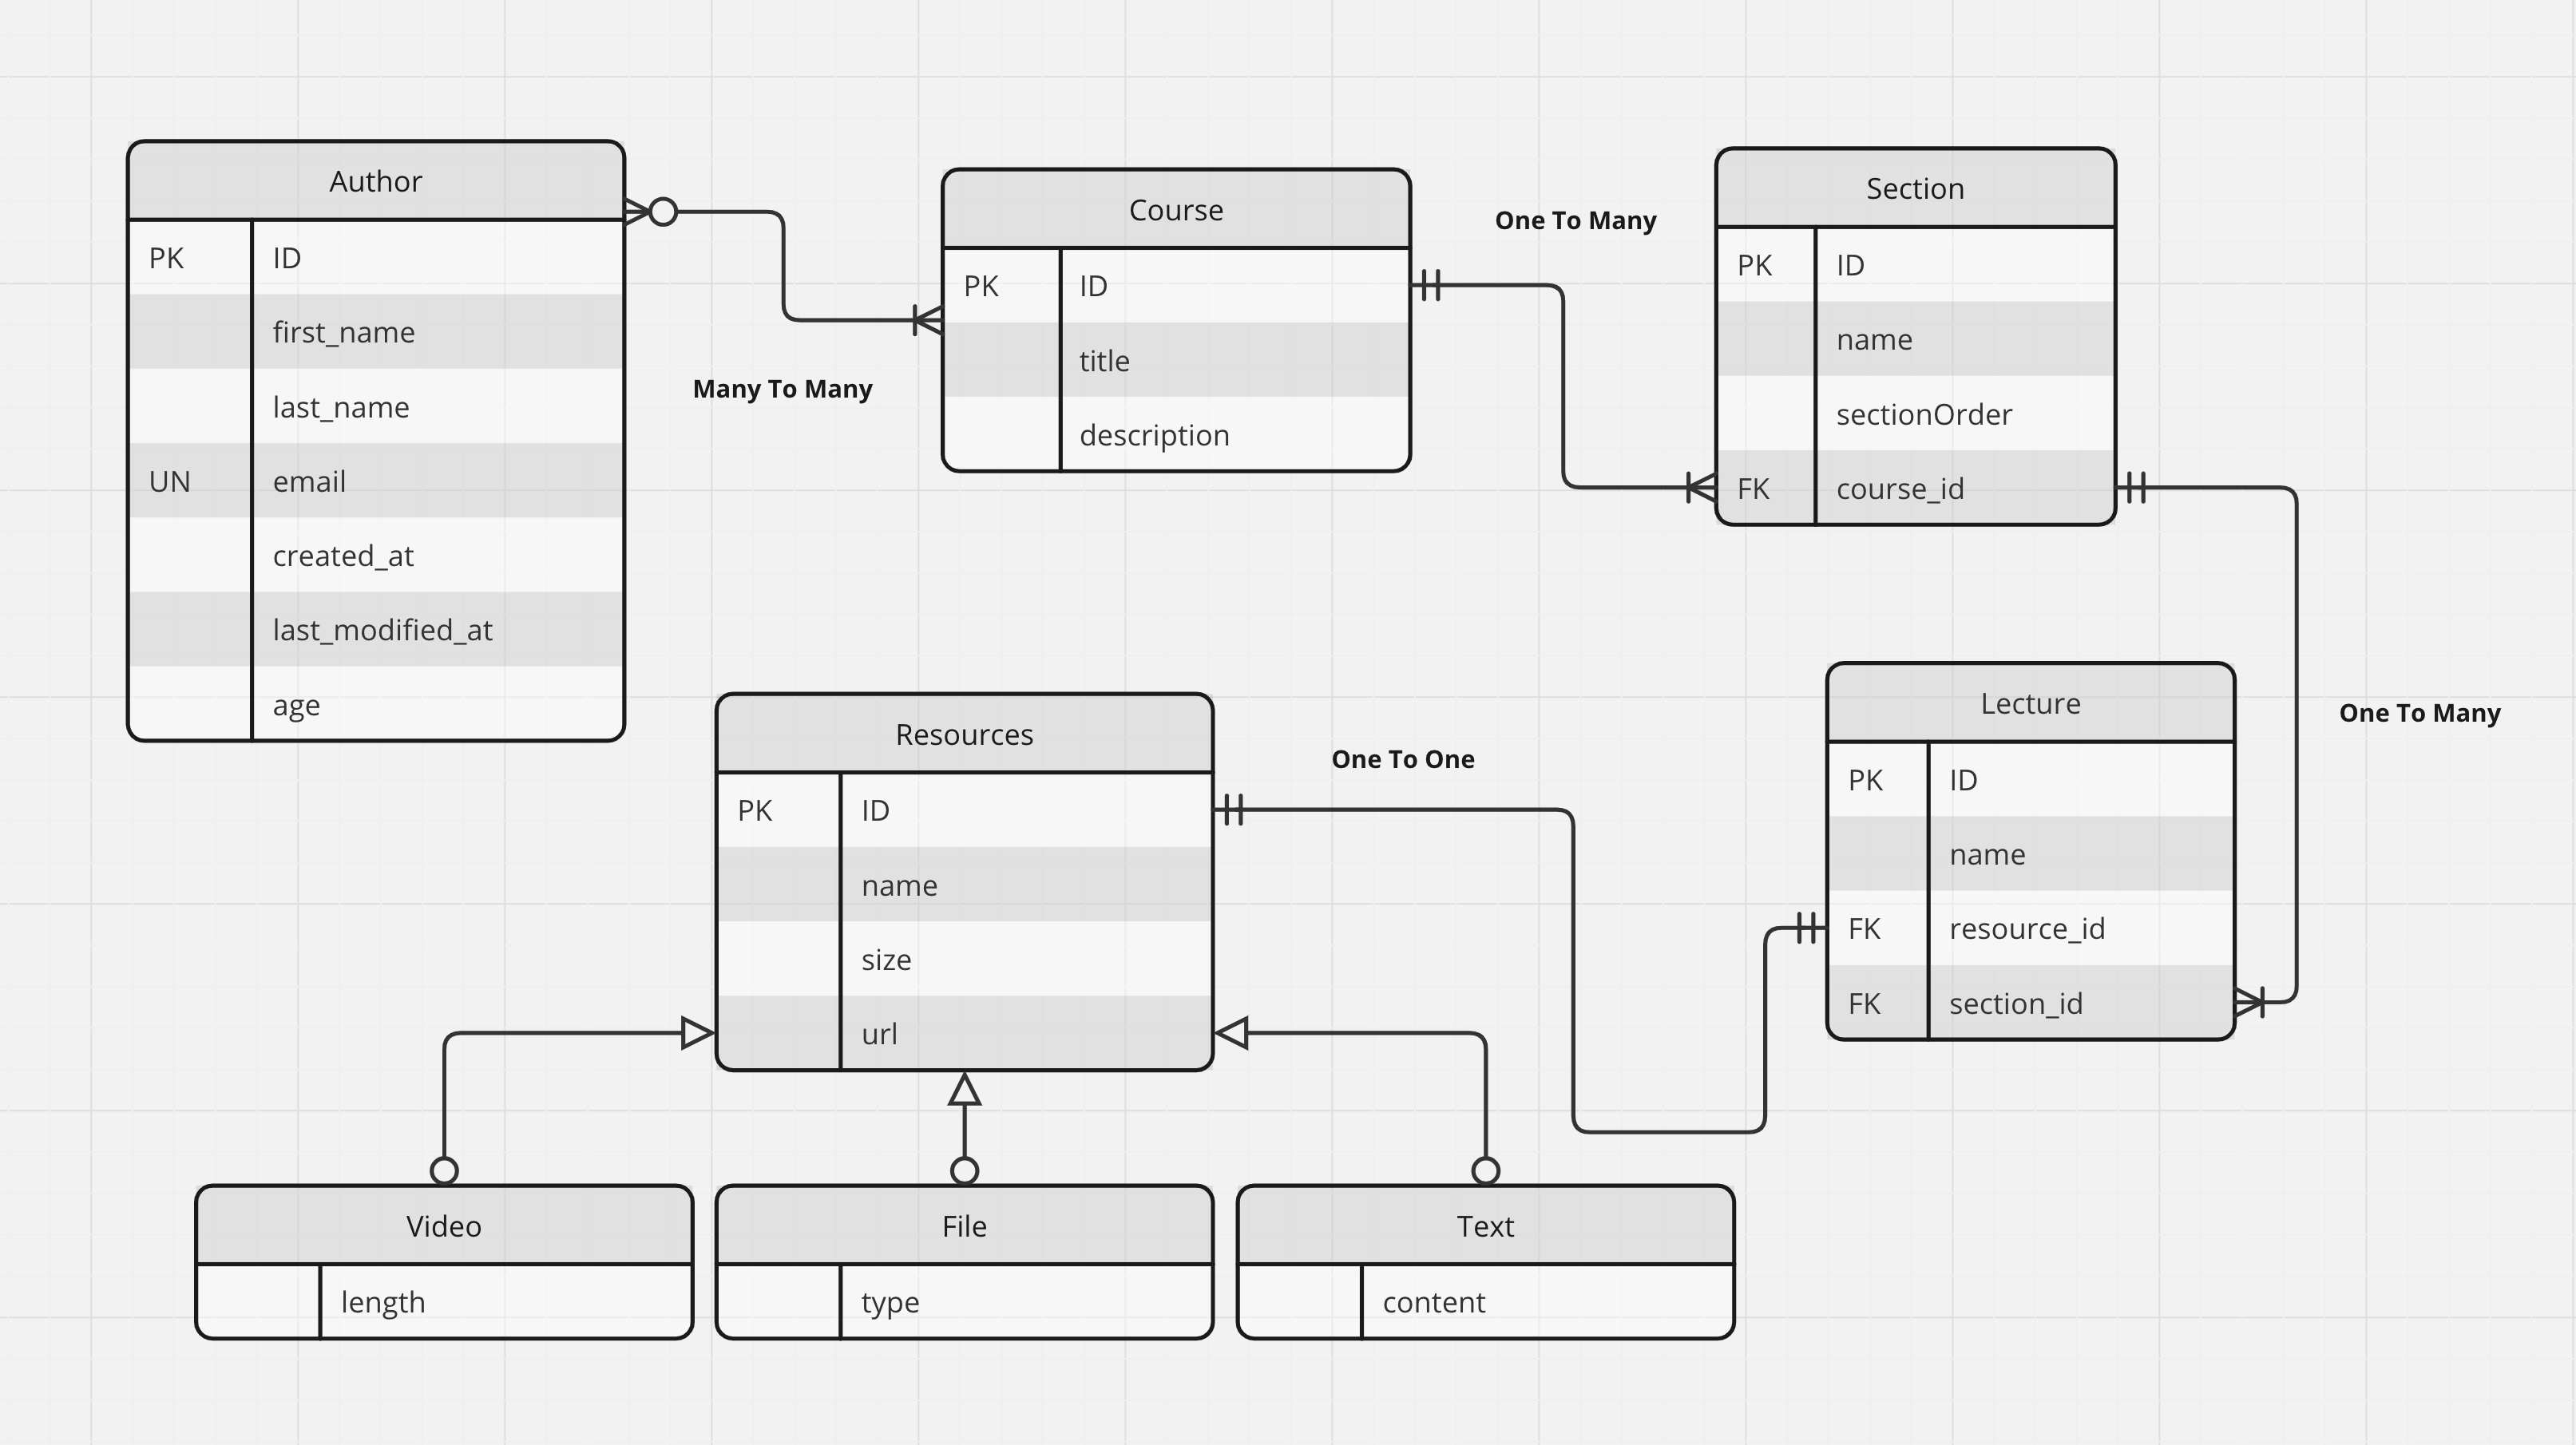 Author
PK ID
first_name
last_name
UN email
created_at
last_modified_at
age
Many To Many
Course
PK ID
title
description
One To Many
Section
PK ID
name
sectionOrder
FK course_id
One To Many
Lecture
PK ID
name
FK resource_id
FK section_id
One To One
Resources
PK ID
name
size
url
Video
length
File
type
Text
content